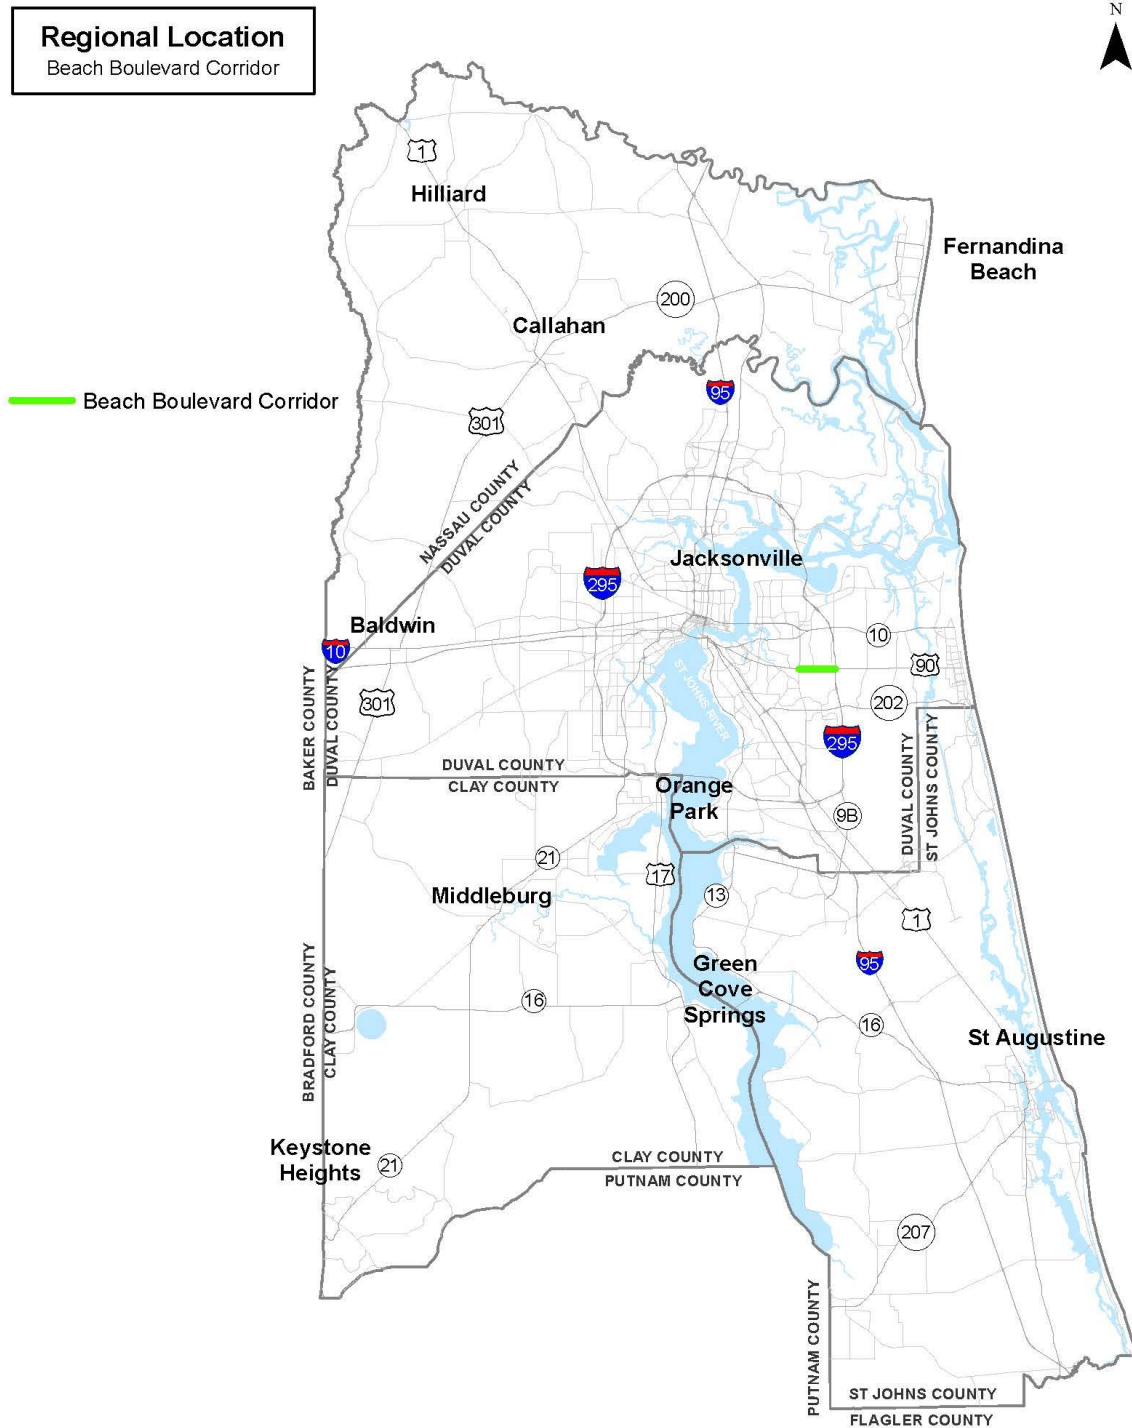 Regional Location
Beach Boulevard Corridor
N
1
Hilliard
Fernandina
Beach
200
Callahan
95
Beach Boulevard Corridor
301
NASSAU COUNTY
DUVAL COUNTY
Jacksonville
295
Baldwin
10
10
90
301
202
ST JOHNS RIVER
BAKER COUNTY
DUVAL COUNTY
295
DUVAL COUNTY
ST JOHNS COUNTY
DUVAL COUNTY
CLAY COUNTY
Orange
Park
9B
21
17
Middleburg
13
1
95
Green
Cove
Springs
BRADFORD COUNTY
CLAY COUNTY
16
16
St Augustine
Keystone
Heights
21
CLAY COUNTY
PUTNAM COUNTY
207
PUTNAM COUNTY
ST JOHNS COUNTY
FLAGLER COUNTY